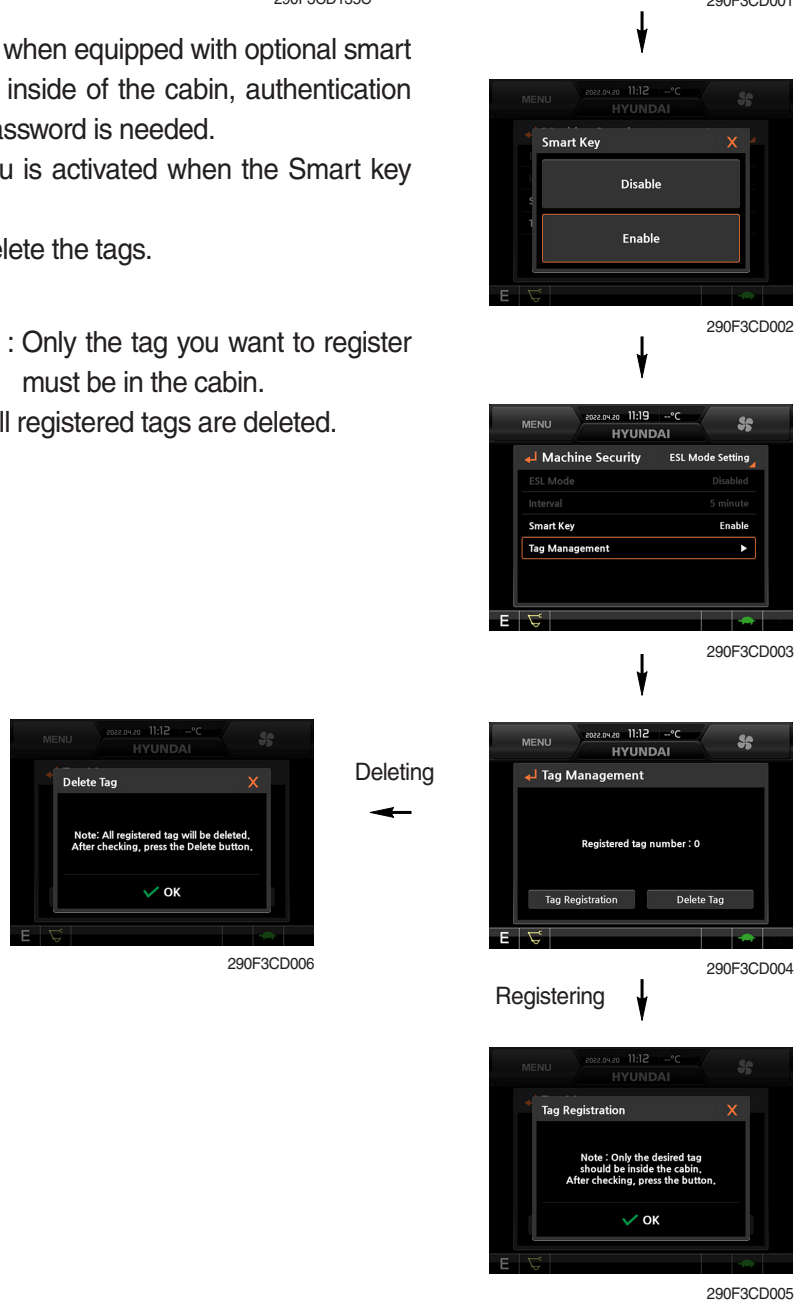 when equipped with optional smart
inside of the cabin, authentication
assword is needed.
u is activated when the Smart key
elete the tags.
: Only the tag you want to register
must be in the cabin.
ll registered tags are deleted.
290F3CD001
MENU 2022.04.20 11:12 --°C
HYUNDAI
Smart Key X
Disable
Enable
E
290F3CD002
MENU 2022.04.20 11:19 --°C
HYUNDAI
Machine Security ESL Mode Setting
ESL Mode Disabled
Interval 5 minute
Smart Key Enable
Tag Management
E
290F3CD003
MENU 2022.04.20 11:12 --°C
HYUNDAI
Tag Management
Registered tag number : 0
Tag Registration Delete Tag
E
290F3CD004
Deleting
MENU 2022.04.20 11:12 --°C
HYUNDAI
Delete Tag X
Note: All registered tag will be deleted.
After checking, press the Delete button.
OK
E
290F3CD006
Registering
MENU 2022.04.20 11:12 --°C
HYUNDAI
Tag Registration X
Note : Only the desired tag
should be inside the cabin.
After checking, press the button.
OK
E
290F3CD005